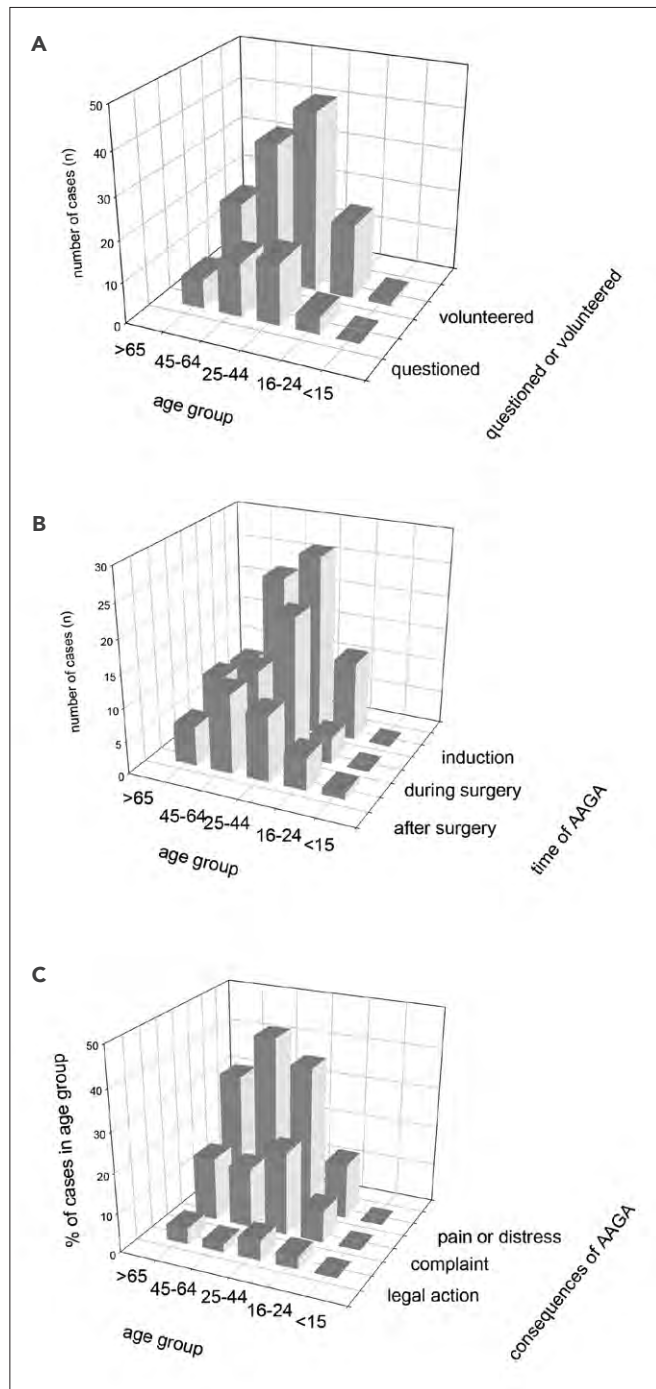 A
50
40
30
20
10
0
number of cases (n)
>65
45-64
25-44
16-24
<15
age group
volunteered
questioned
questioned or volunteered
B
30
25
20
15
10
5
0
number of cases (n)
>65
45-64
25-44
16-24
<15
age group
induction
during surgery
after surgery
time of AAGA
C
50
40
30
20
10
0
% of cases in age group
>65
45-64
25-44
16-24
<15
age group
pain or distress
complaint
legal action
consequences of AAGA